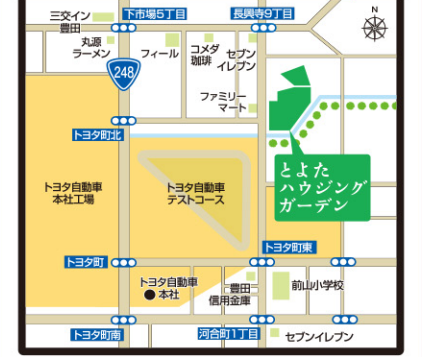 三交イン
豊田
下市場5丁目
長興寺9丁目
N
丸源
ラーメン
フィール
コメダ
珈琲
セブン
イレブン
248
ファミリー
マート
トヨタ町北
とよた
ハウジング
ガーデン
トヨタ自動車
本社工場
トヨタ自動車
テストコース
トヨタ町東
トヨタ町
トヨタ自動車
本社
豊田
信用金庫
前山小学校
トヨタ町南
河合町1丁目
セブンイレブン